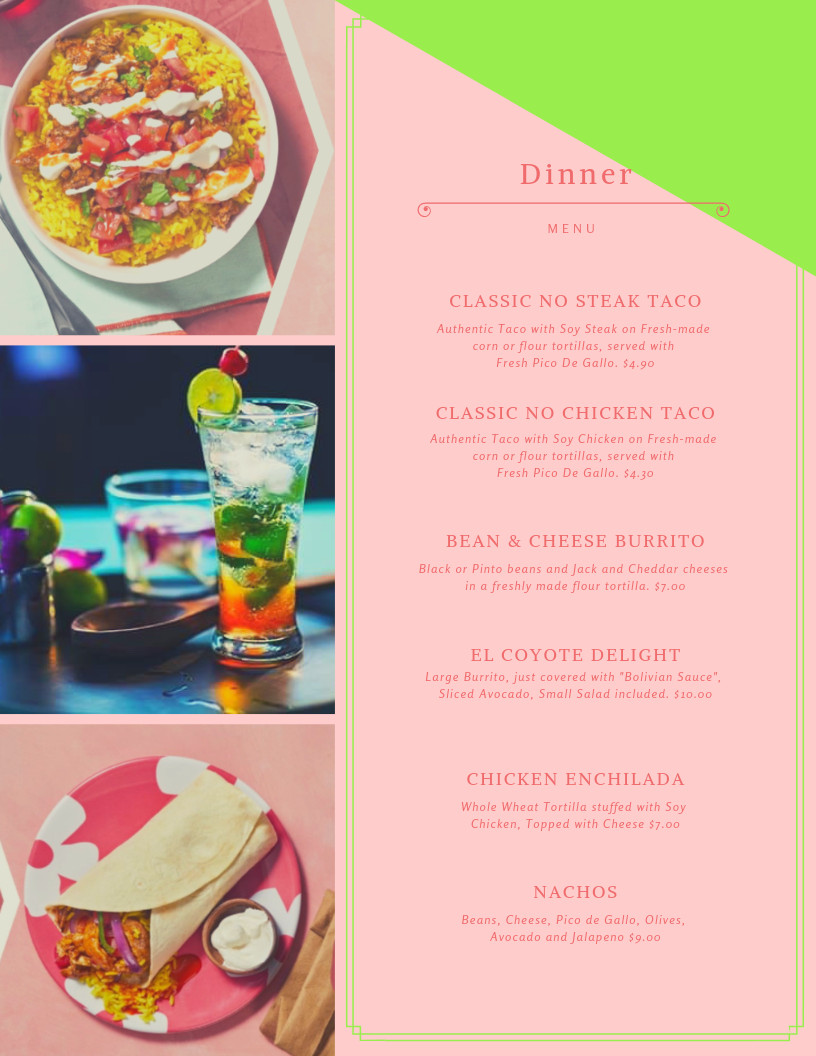 Dinner
MENU
CLASSIC NO STEAK TACO
Authentic Taco with Soy Steak on Fresh-made
corn or flour tortillas, served with
Fresh Pico De Gallo. $4.90
CLASSIC NO CHICKEN TACO
Authentic Taco with Soy Chicken on Fresh-made
corn or flour tortillas, served with
Fresh Pico De Gallo. $4.30
BEAN & CHEESE BURRITO
Black or Pinto beans and Jack and Cheddar cheeses
in a freshly made flour tortilla. $7.00
EL COYOTE DELIGHT
Large Burrito, just covered with "Bolivian Sauce",
Sliced Avocado, Small Salad included. $10.00
CHICKEN ENCHILADA
Whole Wheat Tortilla stuffed with Soy
Chicken, Topped with Cheese $7.00
NACHOS
Beans, Cheese, Pico de Gallo, Olives,
Avocado and Jalapeno $9.00